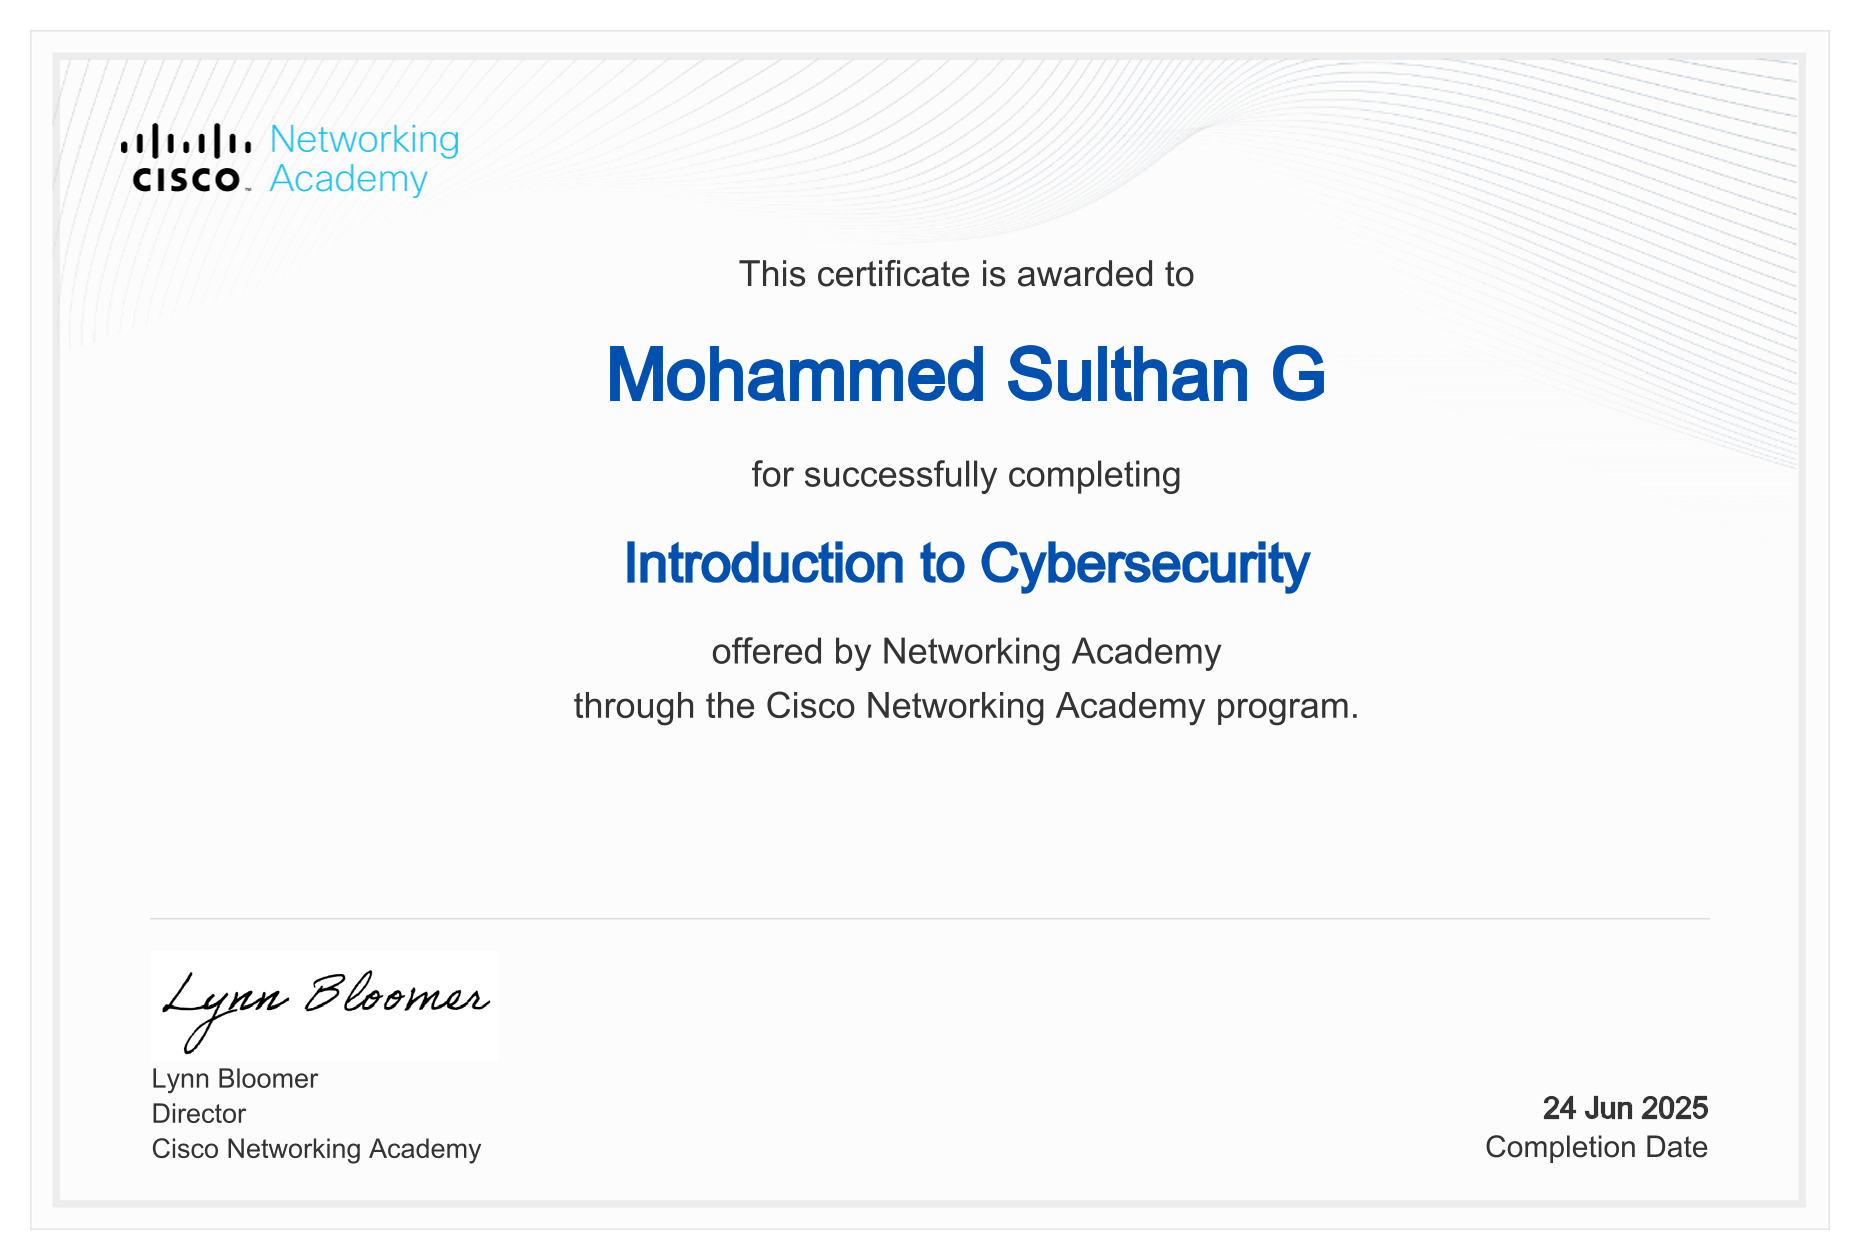 CISCO™
Networking
Academy
This certificate is awarded to
Mohammed Sulthan G
for successfully completing
Introduction to Cybersecurity
offered by Networking Academy
through the Cisco Networking Academy program.
Lynn Bloomer
Lynn Bloomer
Director
Cisco Networking Academy
24 Jun 2025
Completion Date